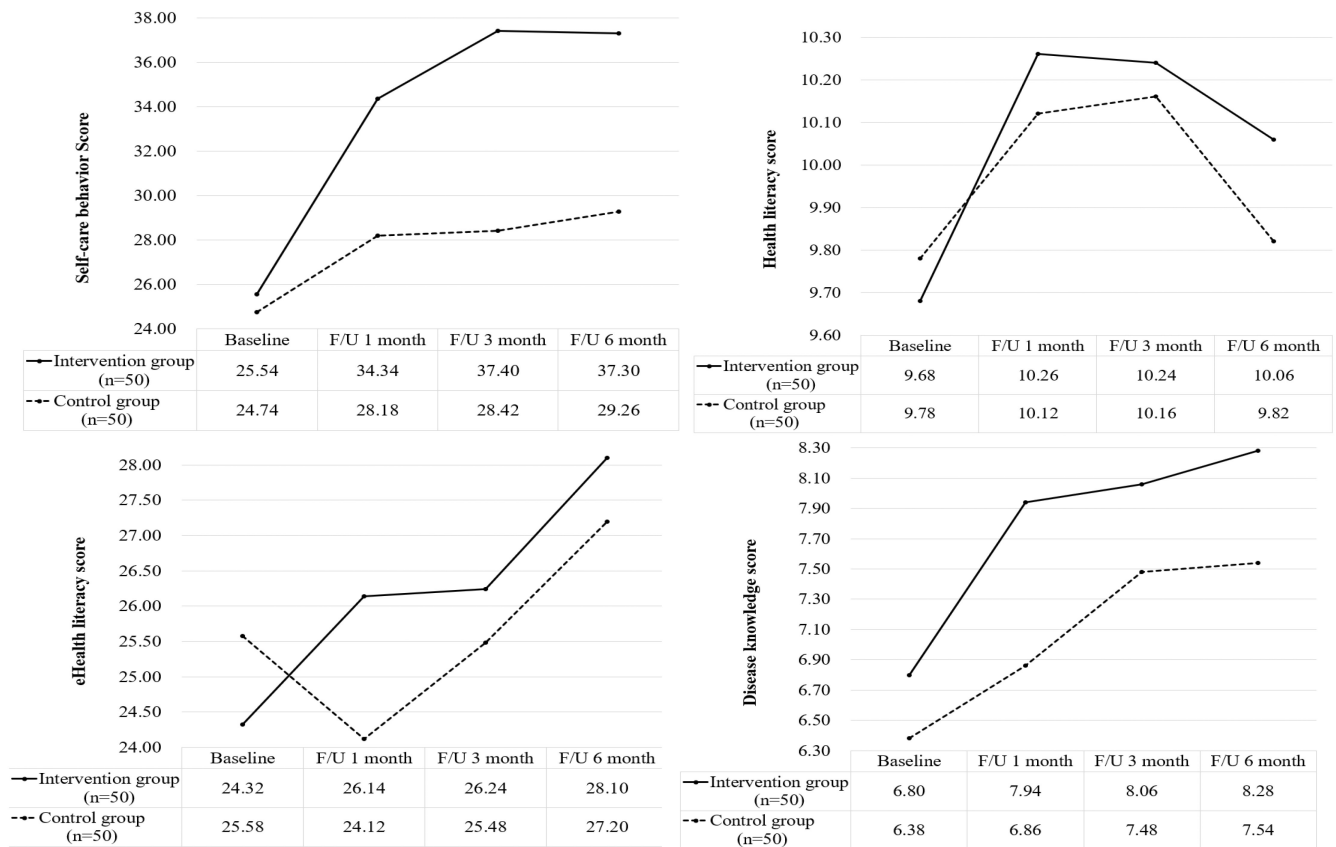 Self-care behavior Score
38.00
36.00
34.00
32.00
30.00
28.00
26.00
24.00
Baseline F/U 1 month F/U 3 month F/U 6 month
Intervention group (n=50) 25.54 34.34 37.40 37.30
Control group (n=50) 24.74 28.18 28.42 29.26
Health literacy score
10.30
10.20
10.10
10.00
9.90
9.80
9.70
9.60
Baseline F/U 1 month F/U 3 month F/U 6 month
Intervention group (n=50) 9.68 10.26 10.24 10.06
Control group (n=50) 9.78 10.12 10.16 9.82
eHealth literacy score
28.00
27.50
27.00
26.50
26.00
25.50
25.00
24.50
24.00
Baseline F/U 1 month F/U 3 month F/U 6 month
Intervention group (n=50) 24.32 26.14 26.24 28.10
Control group (n=50) 25.58 24.12 25.48 27.20
Disease knowledge score
8.30
8.10
7.90
7.70
7.50
7.30
7.10
6.90
6.70
6.50
6.30
Baseline F/U 1 month F/U 3 month F/U 6 month
Intervention group (n=50) 6.80 7.94 8.06 8.28
Control group (n=50) 6.38 6.86 7.48 7.54